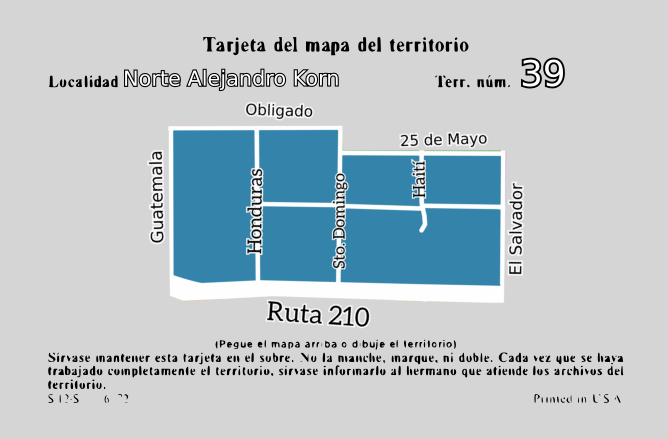 Tarjeta del mapa del territorio
Localidad Norte Alejandro Korn Terr. núm. 39
Obligado
25 de Mayo
Guatemala
Honduras
Sto. Domingo
Haití
El Salvador
Ruta 210
(Pegue el mapa arriba o dibuje el territorio)
Sírvase mantener esta tarjeta en el sobre. No la manche, marque, ni doble. Cada vez que se haya
trabajado completamente el territorio, sírvase informarlo al hermano que atiende los archivos del
territorio.
S-12-S 6-72 Printed in U.S.A.